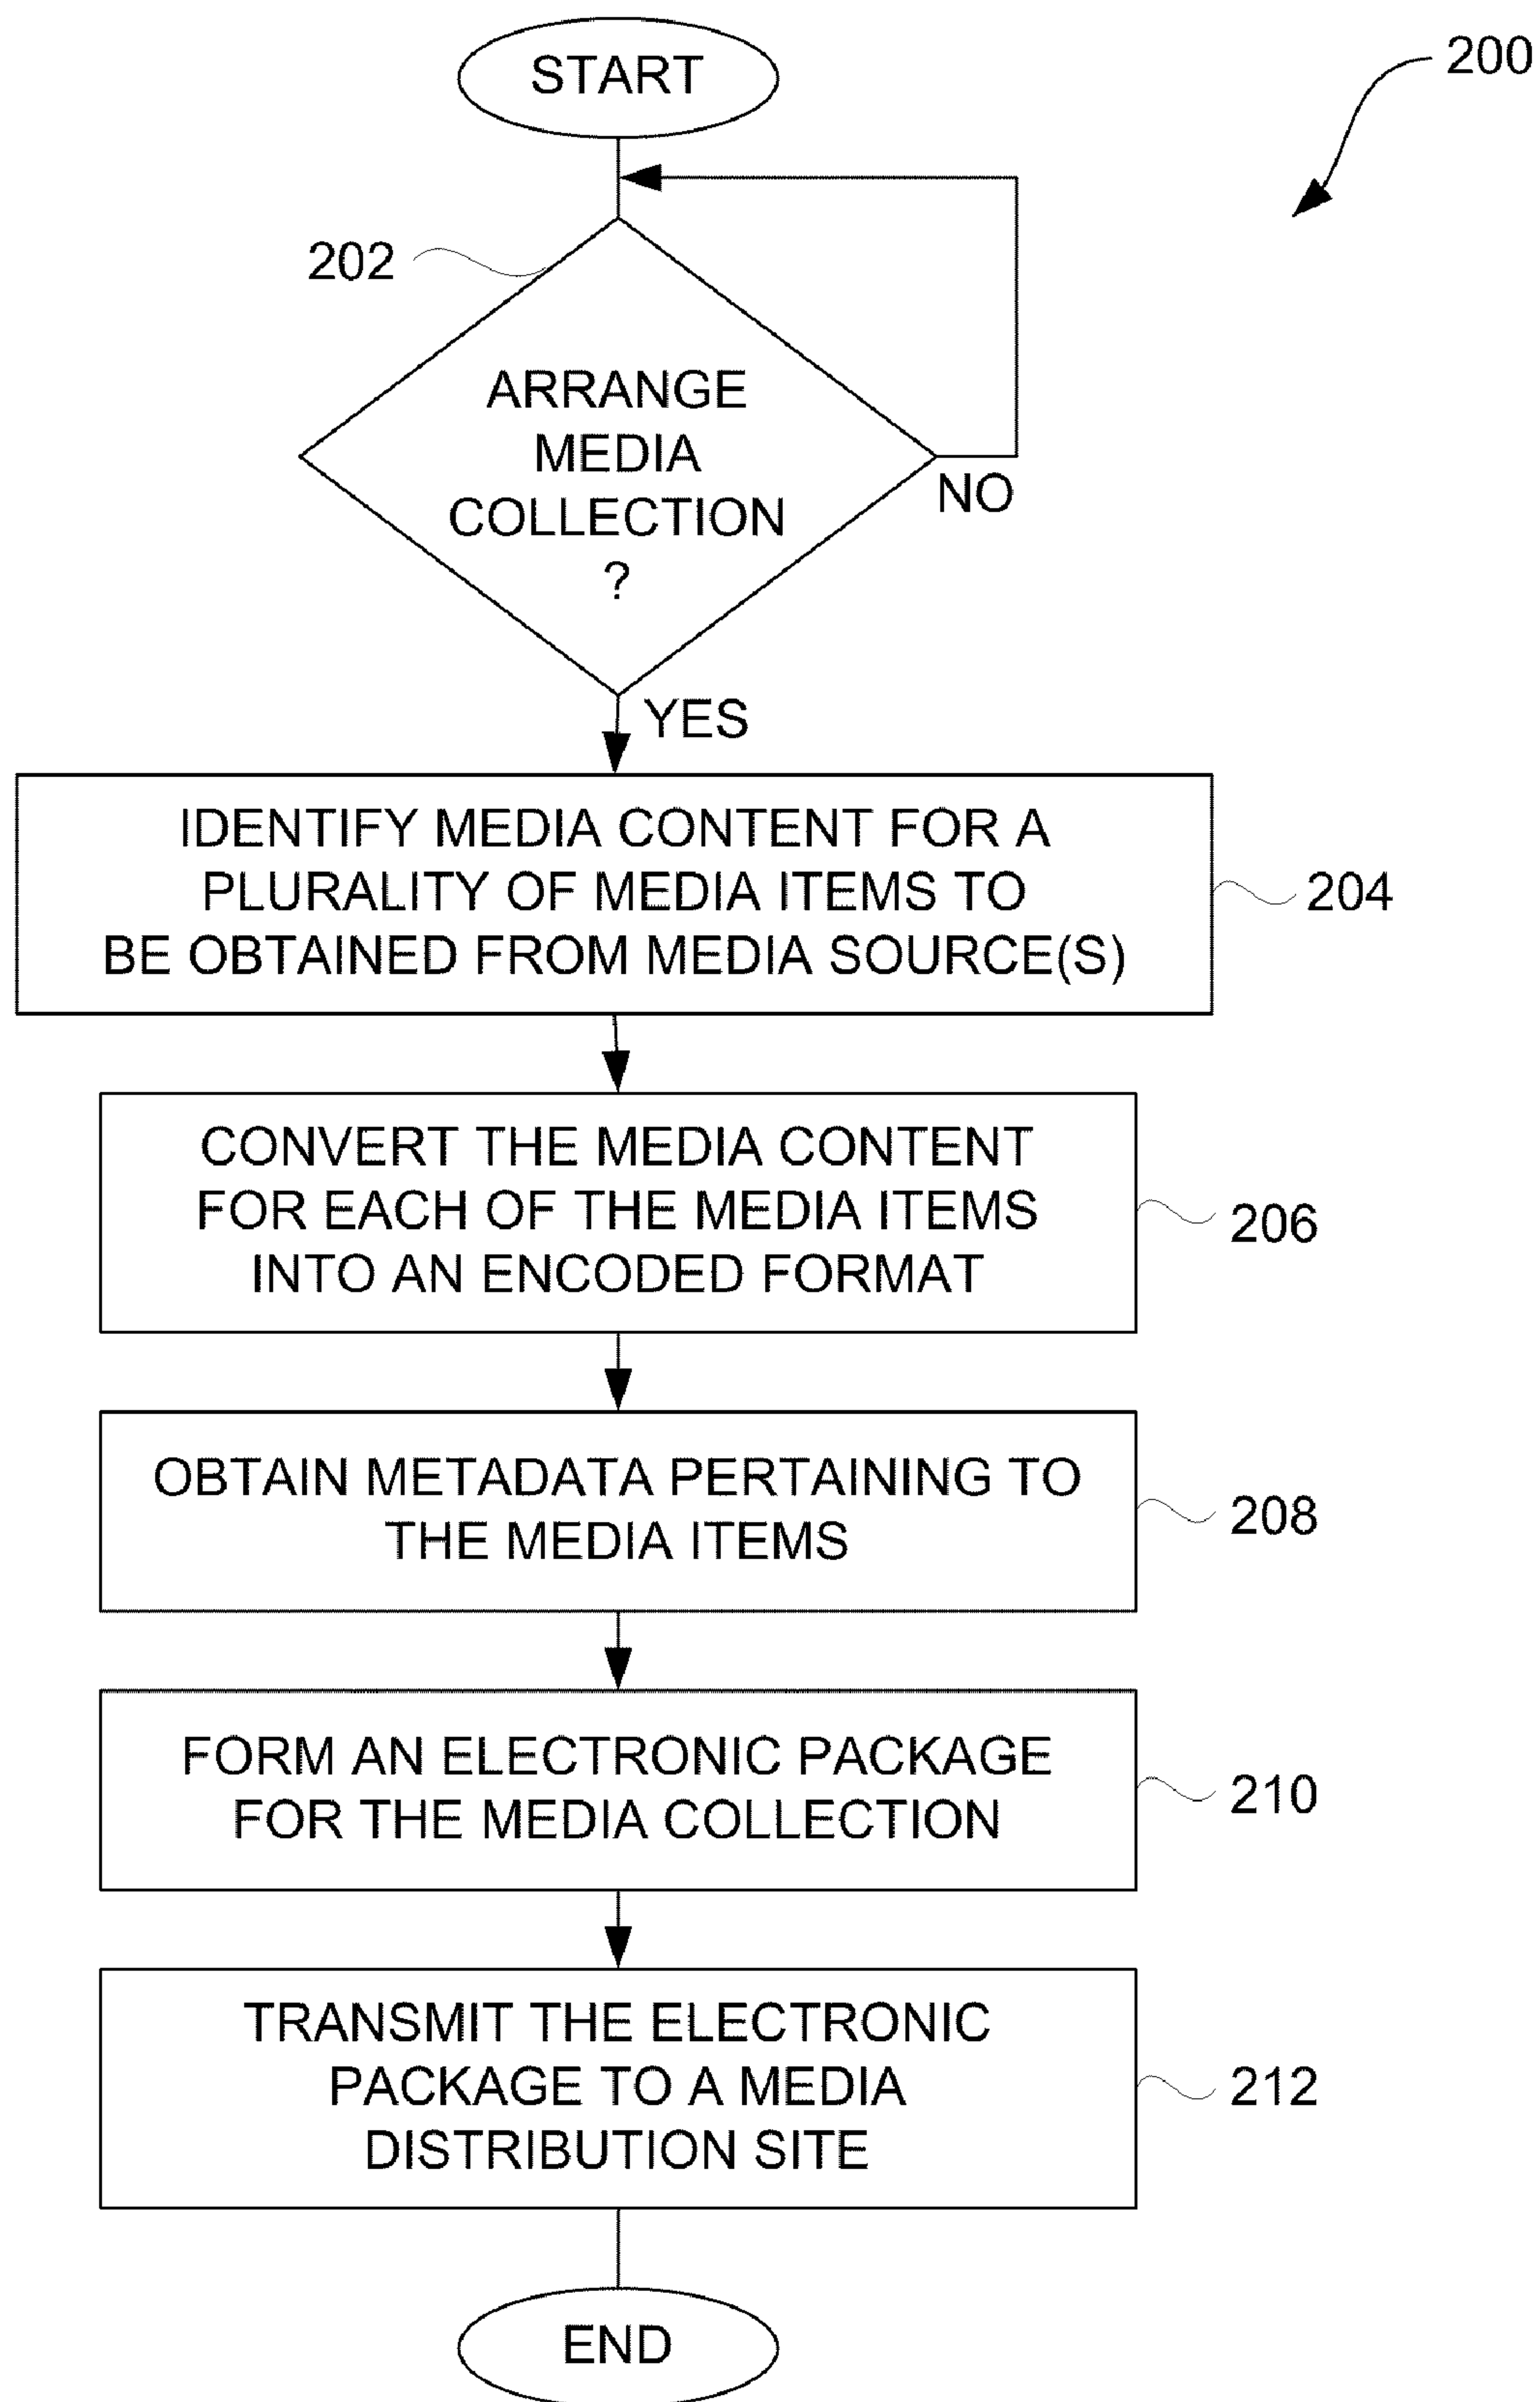 START
200
202
ARRANGE
MEDIA
COLLECTION
?
NO
YES
IDENTIFY MEDIA CONTENT FOR A
PLURALITY OF MEDIA ITEMS TO
BE OBTAINED FROM MEDIA SOURCE(S)
204
CONVERT THE MEDIA CONTENT
FOR EACH OF THE MEDIA ITEMS
INTO AN ENCODED FORMAT
206
OBTAIN METADATA PERTAINING TO
THE MEDIA ITEMS
208
FORM AN ELECTRONIC PACKAGE
FOR THE MEDIA COLLECTION
210
TRANSMIT THE ELECTRONIC
PACKAGE TO A MEDIA
DISTRIBUTION SITE
212
END